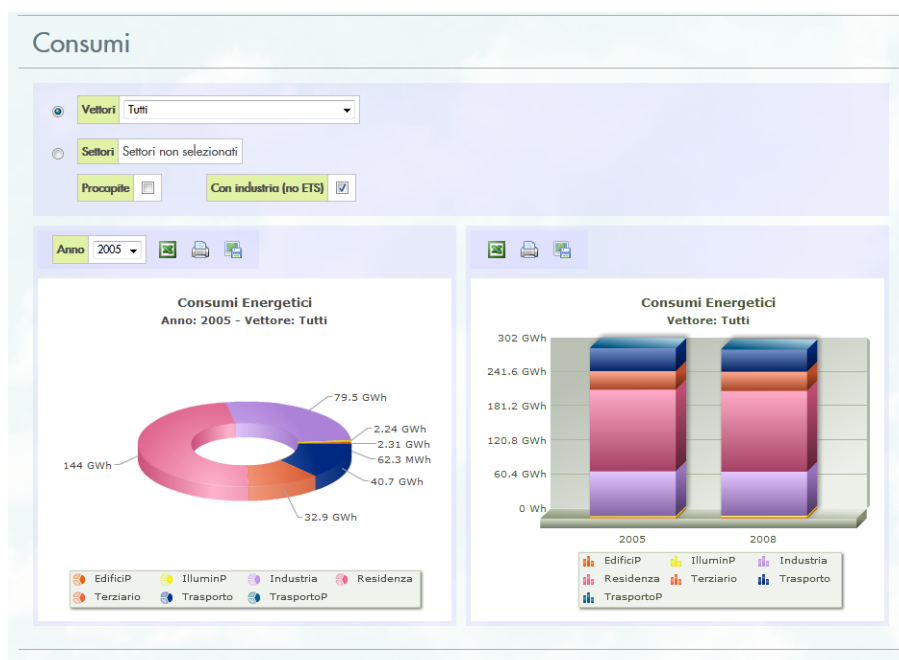 Consumi
Vettori Tutti
Settori Settori non selezionati
Procapite Con industria (no ETS)
Anno 2005
Consumi Energetici
Anno: 2005 - Vettore: Tutti
79.5 GWh
2.24 GWh
2.31 GWh
62.3 MWh
40.7 GWh
32.9 GWh
144 GWh
EdificiP IlluminP Industria Residenza
Terziario Trasporto TrasportoP
Consumi Energetici
Vettore: Tutti
302 GWh
241.6 GWh
181.2 GWh
120.8 GWh
60.4 GWh
0 Wh
2005 2008
EdificiP IlluminP Industria
Residenza Terziario Trasporto
TrasportoP